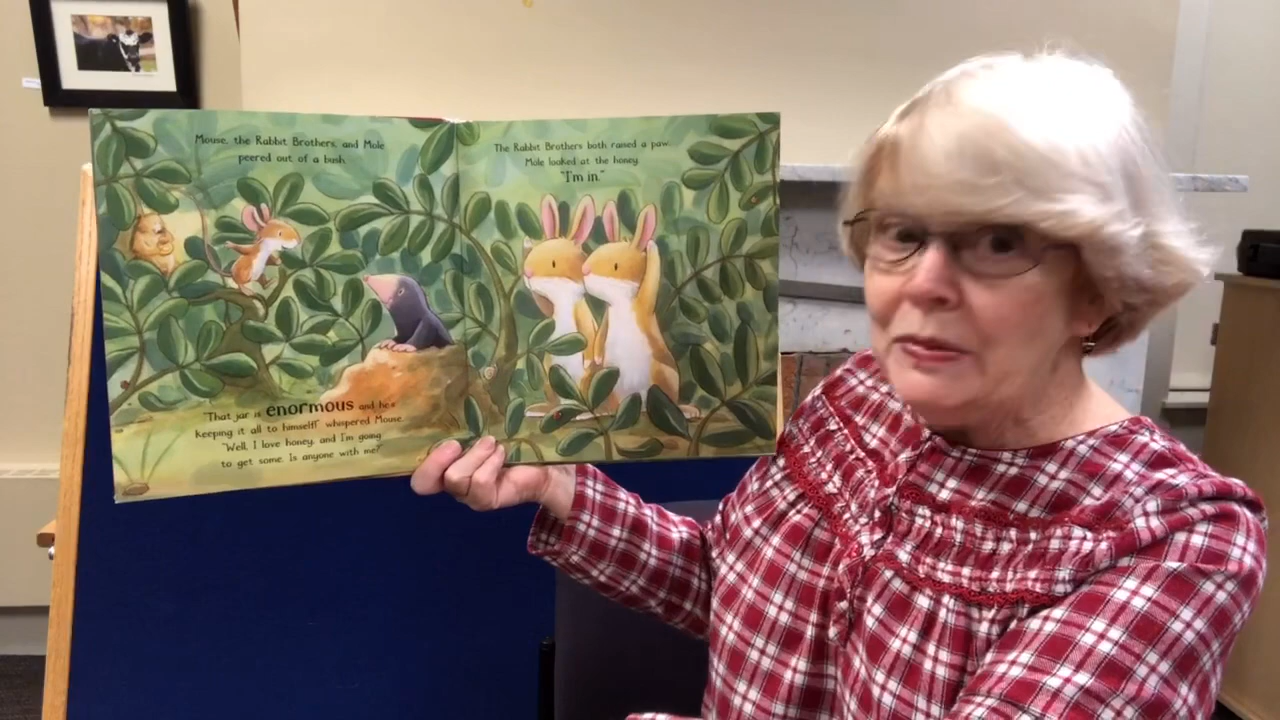 Mouse, the Rabbit Brothers, and Mole
peered out of a bush.
"That jar is enormous and he's
keeping it all to himself!" whispered Mouse.
"Well, I love honey, and I'm going
to get some. Is anyone with me?"
The Rabbit Brothers both raised a paw.
Mole looked at the honey.
"I'm in."